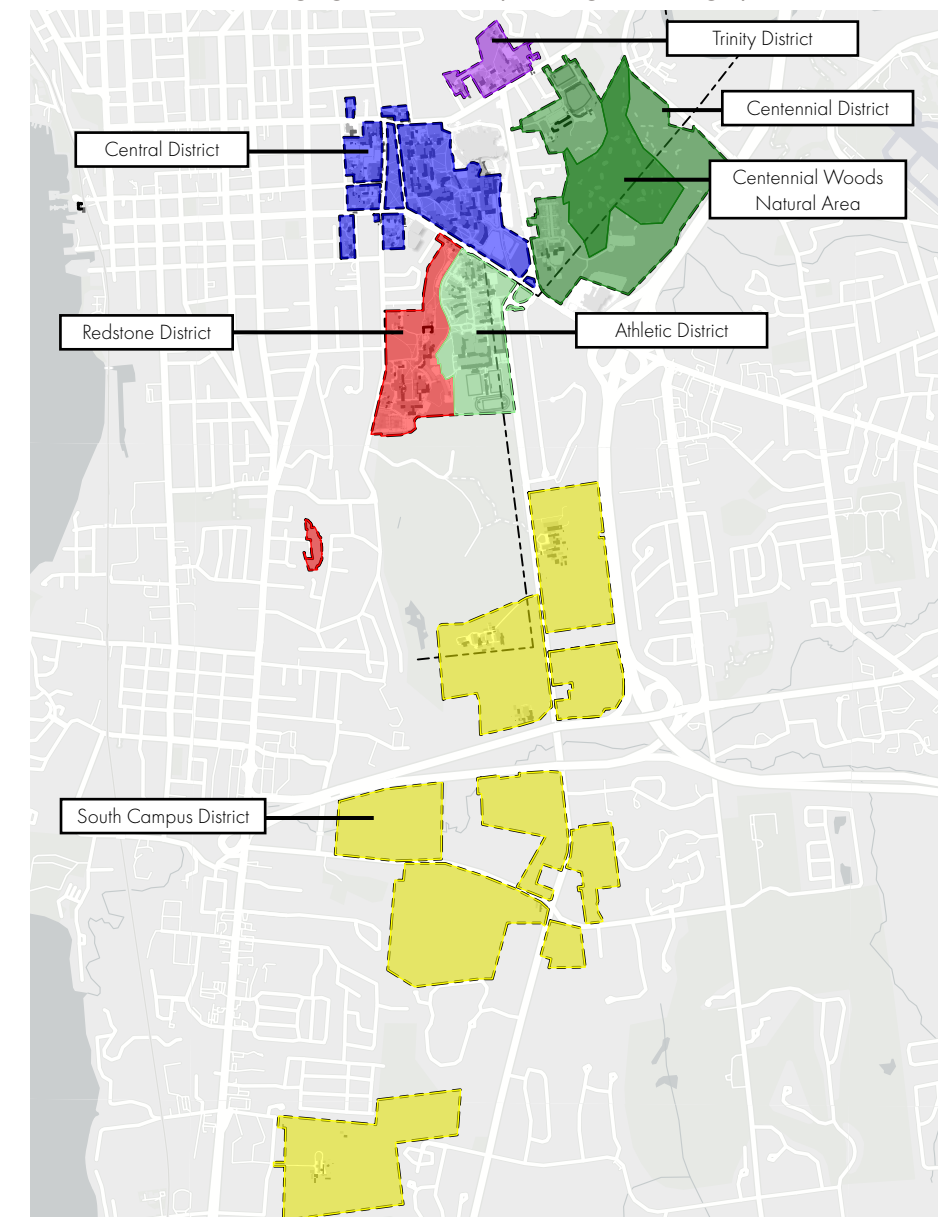 Trinity District
Centennial District
Central District
Centennial Woods
Natural Area
Redstone District
Athletic District
South Campus District